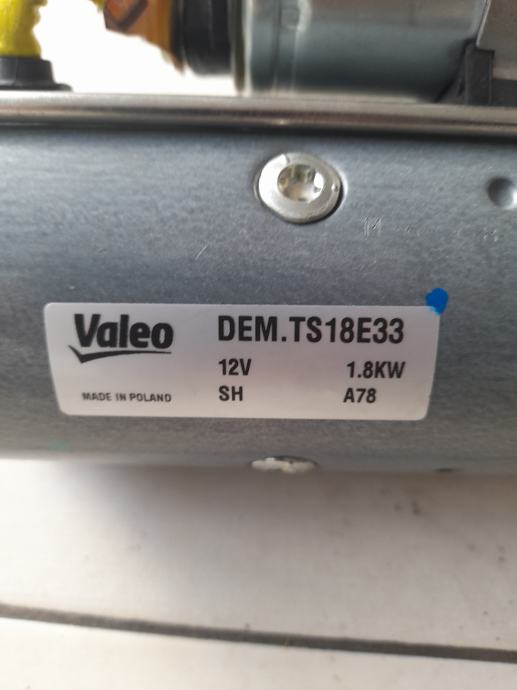 Valeo DEM.TS18E33
12V 1.8KW
MADE IN POLAND SH A78